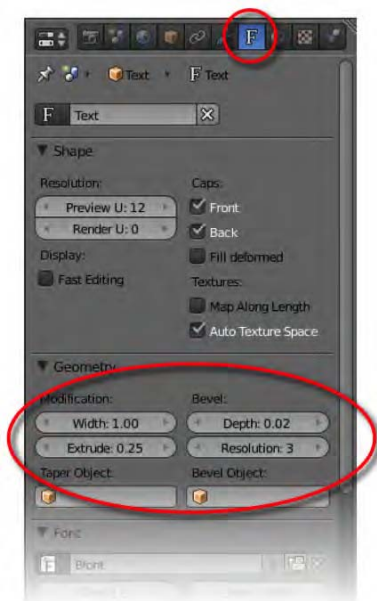 F
Text F Text
F Text
Shape
Resolution: Caps:
Preview U: 12 Front
Render U: 0 Back
Display: Fill deformed
Fast Editing Textures:
Map Along Length
Auto Texture Space
Geometry
Modification: Bevel:
Width: 1.00 Depth: 0.02
Extrude: 0.25 Resolution: 3
Taper Object: Bevel Object:
Font
F Bfont